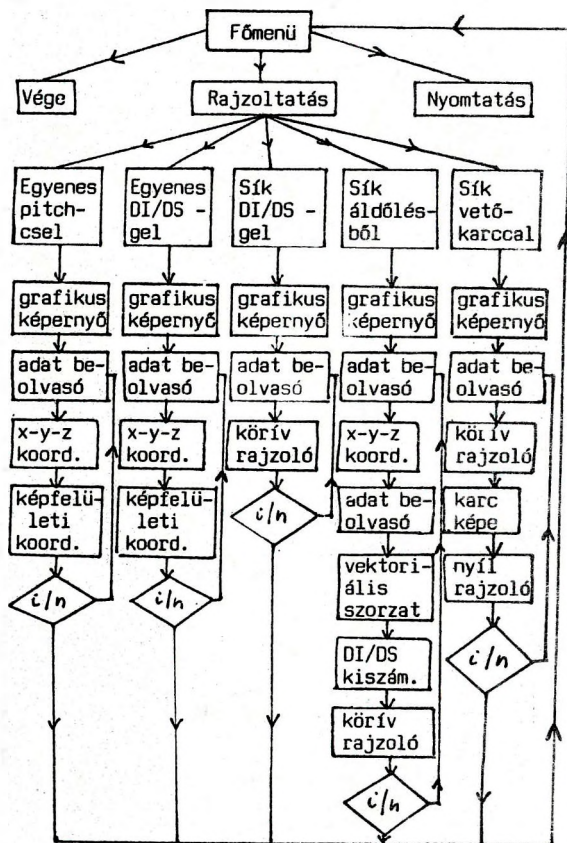 Főmenü
Vége
Rajzoltatás
Nyomtatás
Egyenes
pitch-
csel
grafikus
képernyő
adat be-
olvasó
x-y-z
koord.
képfelü-
leti
koord.
i/n
Egyenes
DI/DS -
gel
grafikus
képernyő
adat be-
olvasó
x-y-z
koord.
képfelü-
leti
koord.
i/n
Sík
DI/DS -
gel
grafikus
képernyő
adat be-
olvasó
körív
rajzoló
i/n
Sík
áldőlés-
ből
grafikus
képernyő
adat be-
olvasó
x-y-z
koord.
adat be-
olvasó
vektori-
ális
szorzat
DI/DS
kiszám.
körív
rajzoló
i/n
Sík
vető-
karccal
grafikus
képernyő
adat be-
olvasó
körív
rajzoló
karc
képe
nyíl
rajzoló
i/n